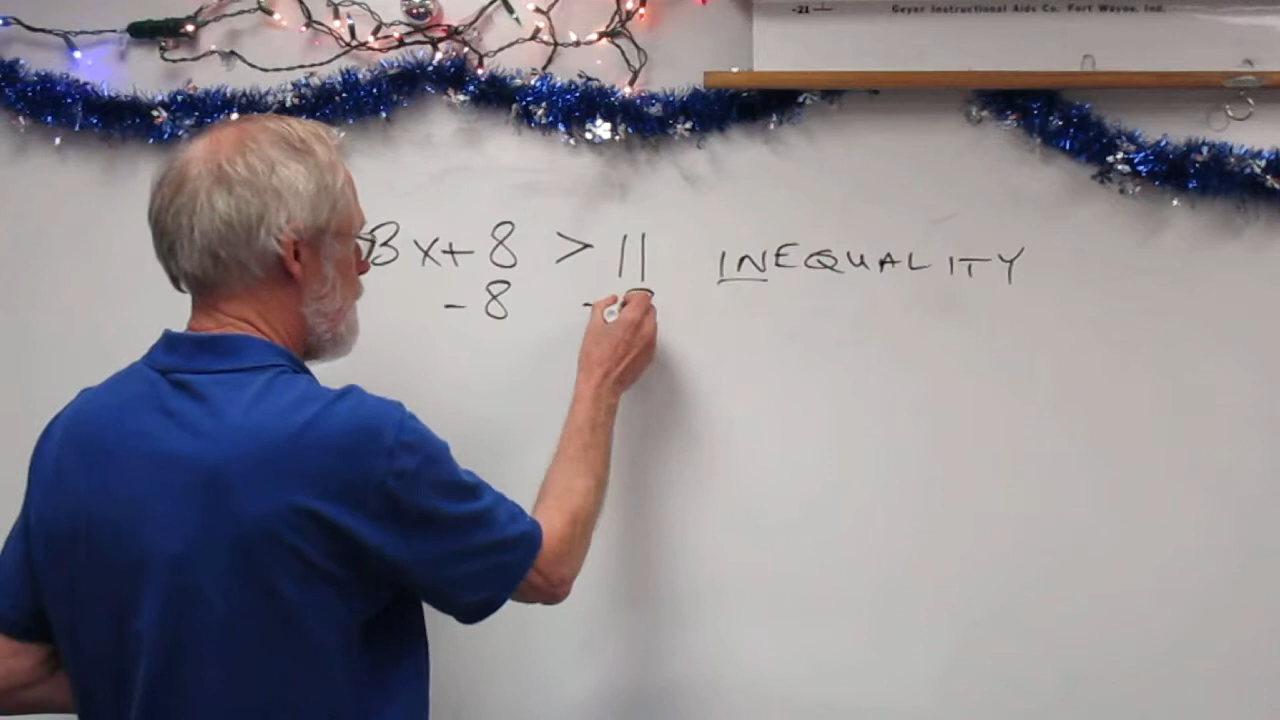 -21
Geyer Instructional Aids Co. Fort Wayne, Ind.
3x+8 > 11 INEQUALITY
-8 -